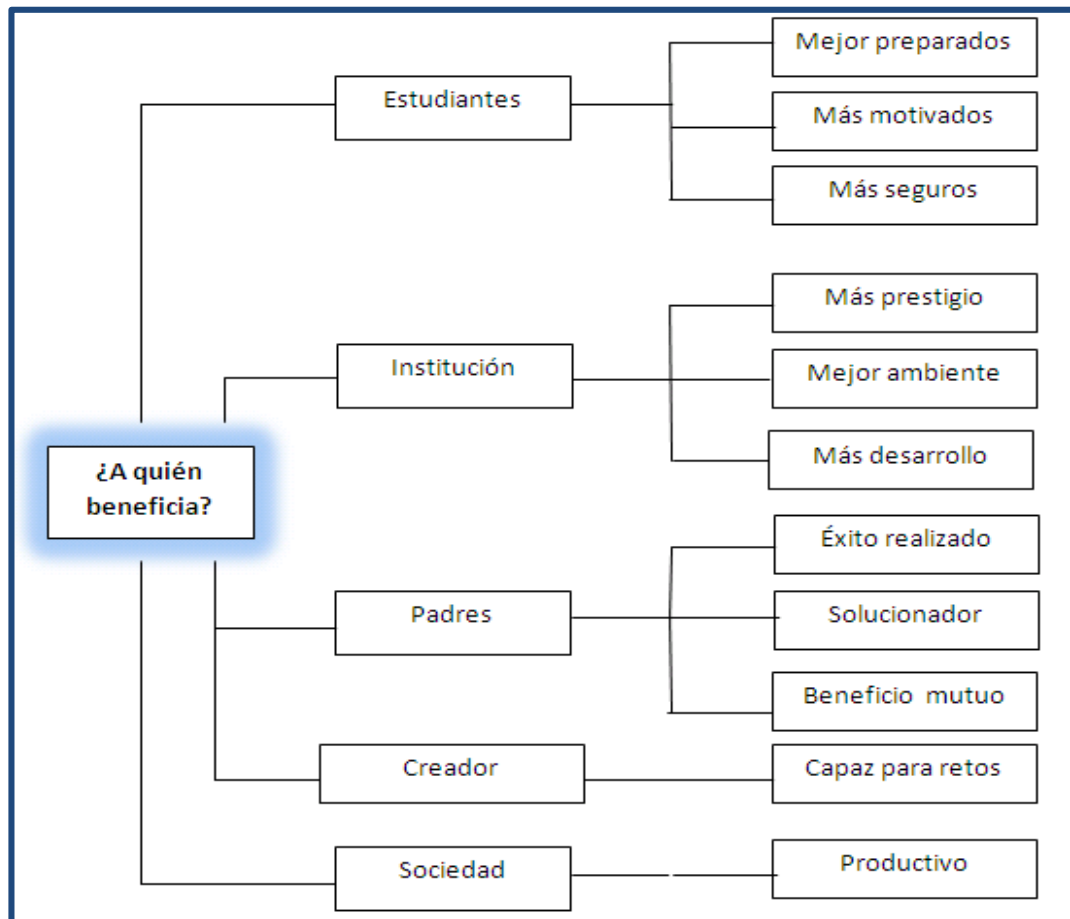 Mejor preparados
Estudiantes
Más motivados
Más seguros
Más prestigio
Institución
Mejor ambiente
Más desarrollo
¿A quién
beneficia?
Éxito realizado
Padres
Solucionador
Beneficio mutuo
Creador
Capaz para retos
Sociedad
Productivo